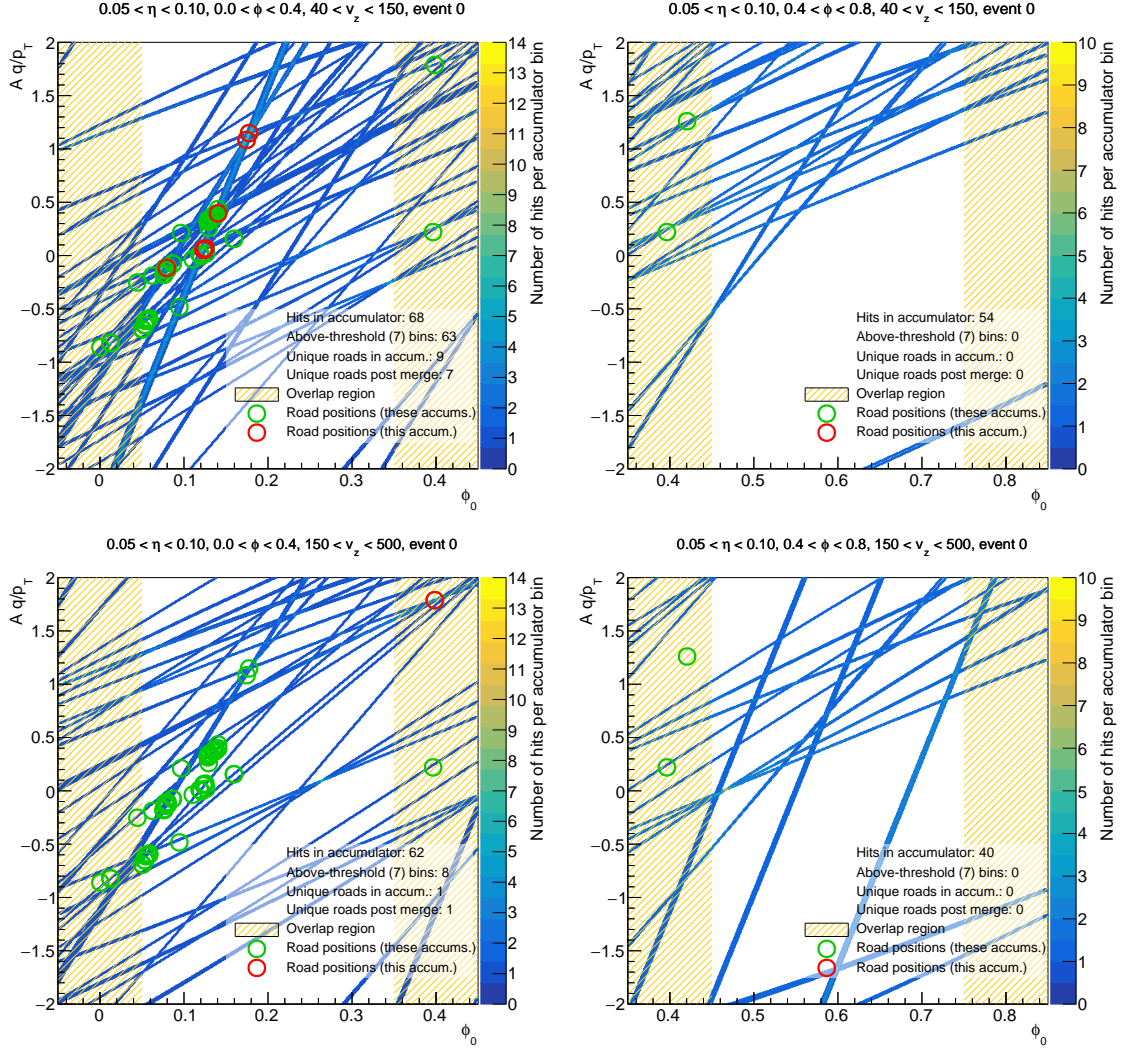 0.05 < η < 0.10, 0.0 < ϕ < 0.4, 40 < v_z < 150, event 0
A q/p_T
2
1.5
1
0.5
0
−0.5
−1
−1.5
−2
0 0.1 0.2 0.3 0.4
ϕ_0
Hits in accumulator: 68
Above-threshold (7) bins: 63
Unique roads in accum.: 9
Unique roads post merge: 7
Overlap region
Road positions (these accums.)
Road positions (this accum.)
14
13
12
11
10
9
8
7
6
5
4
3
2
1
0
Number of hits per accumulator bin
0.05 < η < 0.10, 0.4 < ϕ < 0.8, 40 < v_z < 150, event 0
A q/p_T
2
1.5
1
0.5
0
−0.5
−1
−1.5
−2
0.4 0.5 0.6 0.7 0.8
ϕ_0
Hits in accumulator: 54
Above-threshold (7) bins: 0
Unique roads in accum.: 0
Unique roads post merge: 0
Overlap region
Road positions (these accums.)
Road positions (this accum.)
10
9
8
7
6
5
4
3
2
1
0
Number of hits per accumulator bin
0.05 < η < 0.10, 0.0 < ϕ < 0.4, 150 < v_z < 500, event 0
A q/p_T
2
1.5
1
0.5
0
−0.5
−1
−1.5
−2
0 0.1 0.2 0.3 0.4
ϕ_0
Hits in accumulator: 62
Above-threshold (7) bins: 8
Unique roads in accum.: 1
Unique roads post merge: 1
Overlap region
Road positions (these accums.)
Road positions (this accum.)
14
13
12
11
10
9
8
7
6
5
4
3
2
1
0
Number of hits per accumulator bin
0.05 < η < 0.10, 0.4 < ϕ < 0.8, 150 < v_z < 500, event 0
A q/p_T
2
1.5
1
0.5
0
−0.5
−1
−1.5
−2
0.4 0.5 0.6 0.7 0.8
ϕ_0
Hits in accumulator: 40
Above-threshold (7) bins: 0
Unique roads in accum.: 0
Unique roads post merge: 0
Overlap region
Road positions (these accums.)
Road positions (this accum.)
10
9
8
7
6
5
4
3
2
1
0
Number of hits per accumulator bin